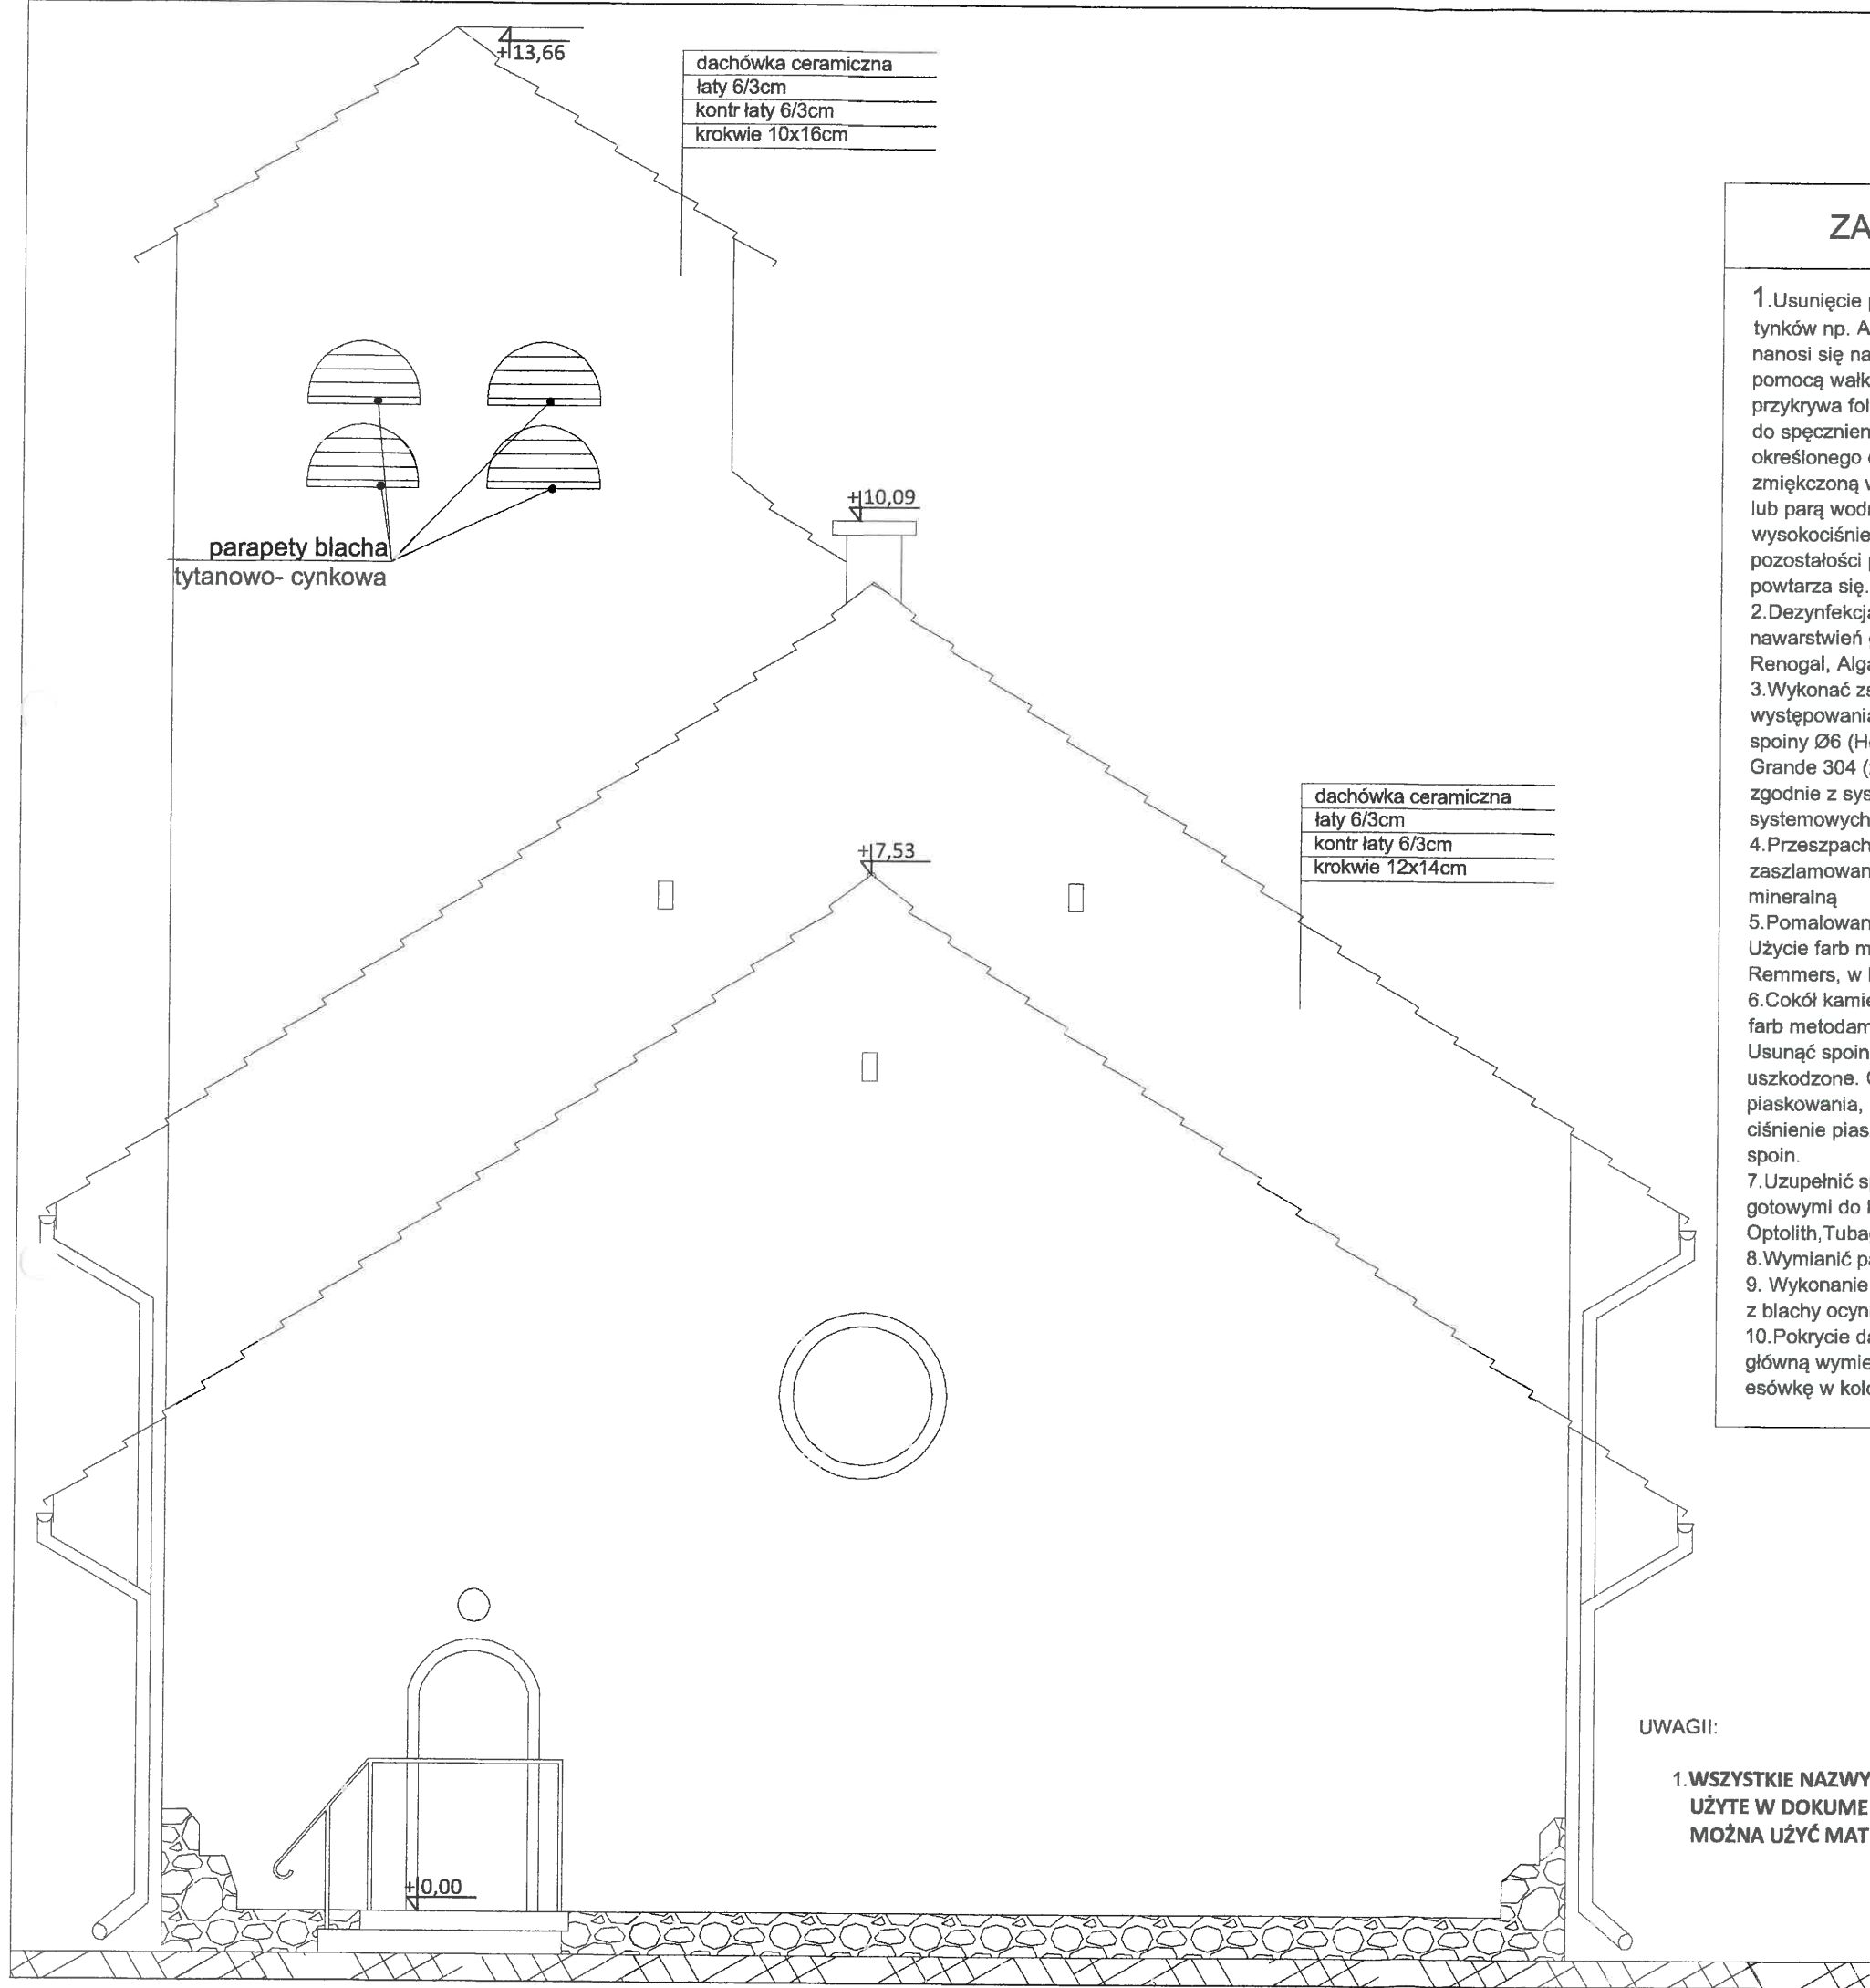 +13,66
dachówka ceramiczna
łaty 6/3cm
kontr łaty 6/3cm
krokwie 10x16cm
parapety blacha
tytanowo- cynkowa
+10,09
+7,53
dachówka ceramiczna
łaty 6/3cm
kontr łaty 6/3cm
krokwie 12x14cm
+0,00
ZA
1.Usunięcie
tynków np. A
nanosi się na
pomocą wałk
przykrywa fol
do spęcznien
określonego
zmiękczoną w
lub parą wodn
wysokociśnie
pozostałości
powtarza się.
2.Dezynfekcja
nawarstwień
Renogal, Alga
3.Wykonać zs
występowania
spoiny Ø6 (He
Grande 304 (
zgodnie z sys
systemowych
4.Przeszpach
zaszlamowan
mineralną
5.Pomalowan
Użycie farb m
Remmers, w
6.Cokół kamie
farb metodam
Usunąć spoin
uszkodzone.
piaskowania,
ciśnienie pias
spoin.
7.Uzupełnić s
gotowymi do
Optolith,Tuba
8.Wymianić pa
9. Wykonanie
z blachy ocyn
10.Pokrycie da
główną wymie
esówkę w kolo
UWAGII:
1.WSZYSTKIE NAZWY
UŻYTE W DOKUME
MOŻNA UŻYĆ MAT